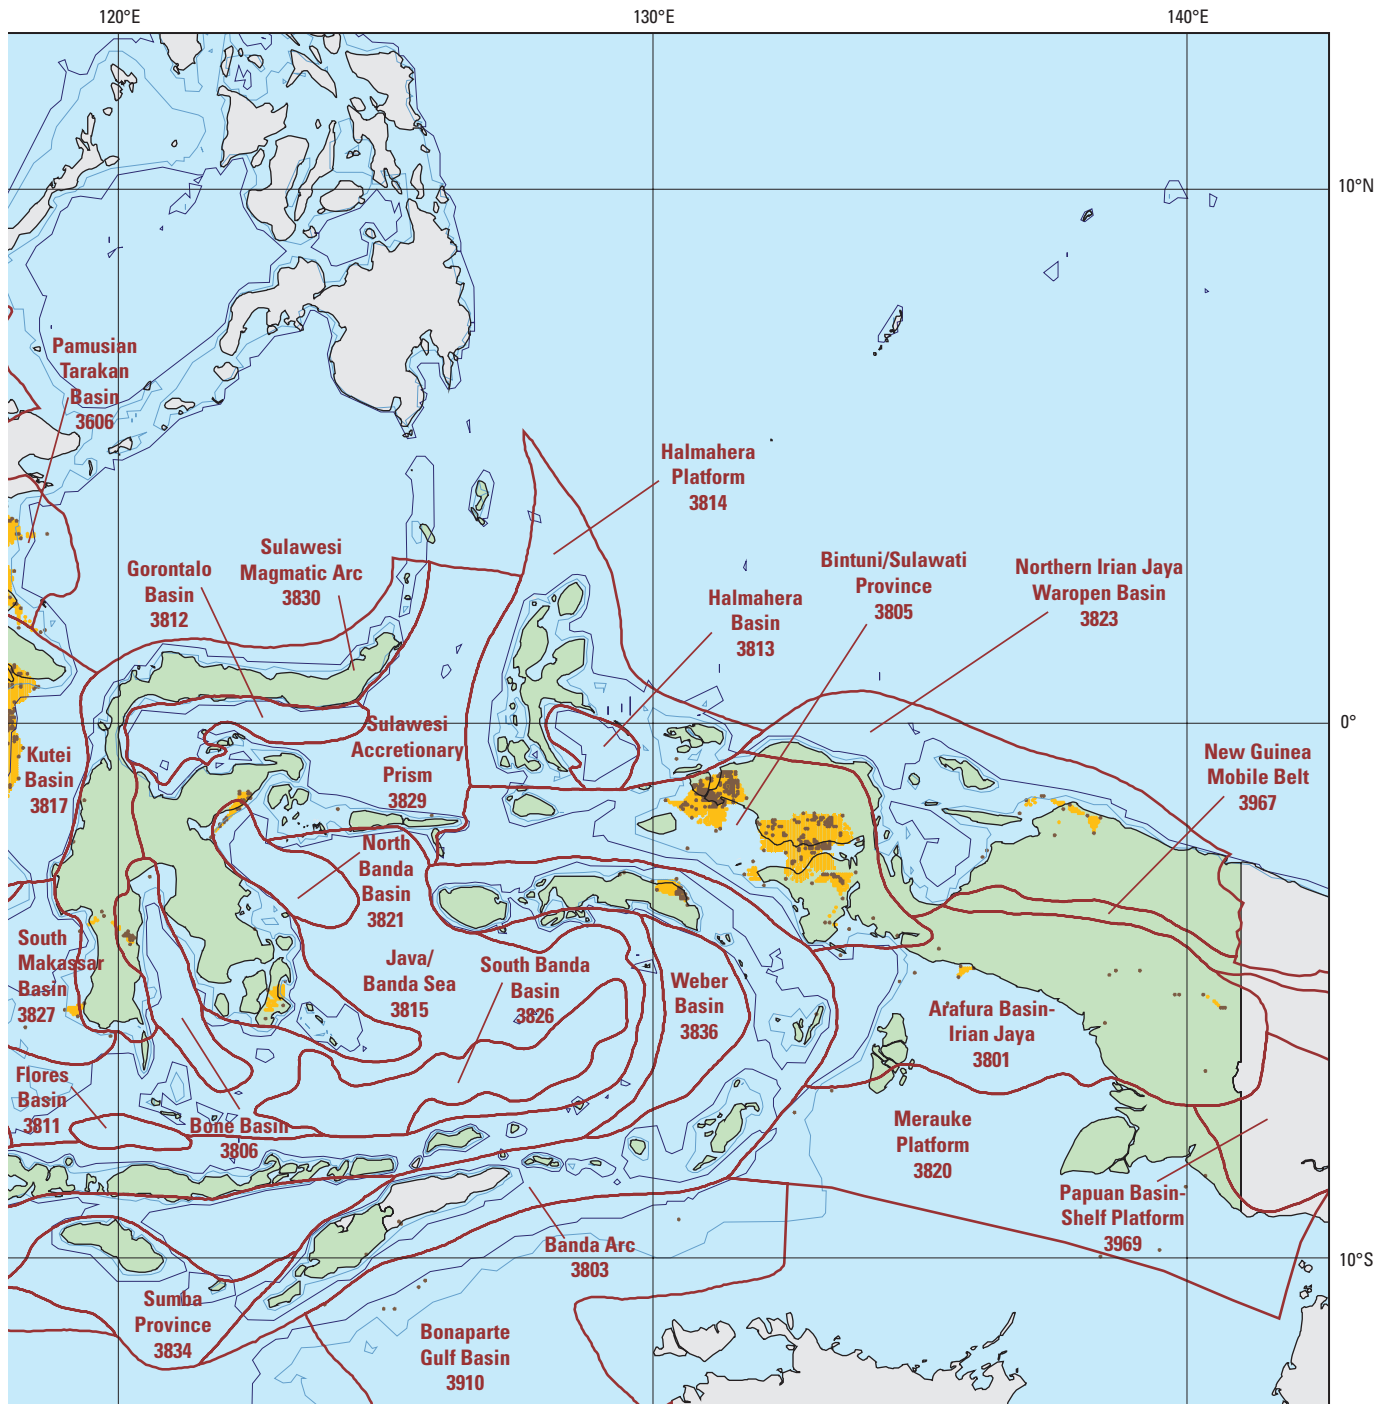 120°E
130°E
140°E
10°N
Pamusian
Tarakan
Basin
3606
Halmahera
Platform
3814
Sulawesi
Magmatic Arc
3830
Gorontalo
Basin
3812
Bintuni/Sulawati
Province
3805
Northern Irian Jaya
Waropen Basin
3823
Halmahera
Basin
3813
0°
Sulawesi
Accretionary
Prism
3829
Kutei
Basin
3817
New Guinea
Mobile Belt
3967
North
Banda
Basin
3821
South
Makassar
Basin
3827
Java/
Banda Sea
3815
South Banda
Basin
3826
Weber
Basin
3836
Arafura Basin-
Irian Jaya
3801
Flores
Basin
3811
Bone Basin
3806
Merauke
Platform
3820
Papuan Basin-
Shelf Platform
3969
Banda Arc
3803
10°S
Sumba
Province
3834
Bonaparte
Gulf Basin
3910